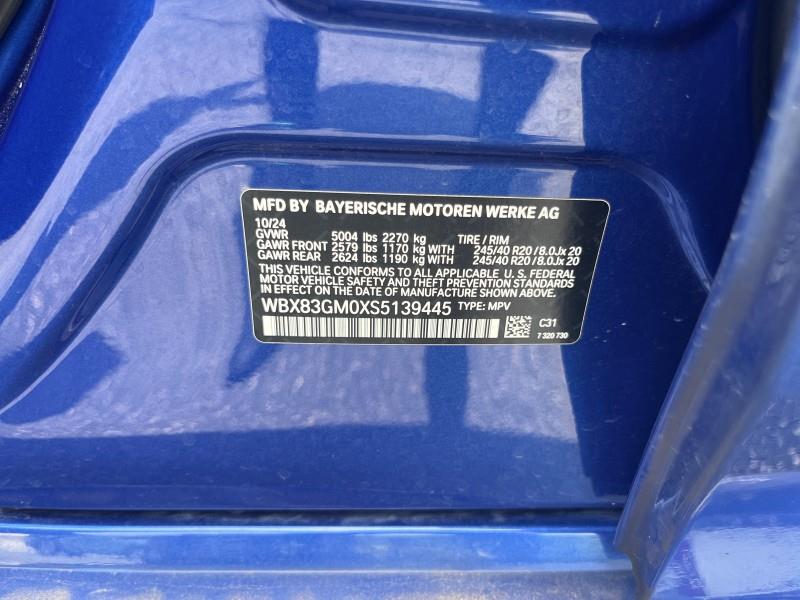 MFD BY BAYERISCHE MOTOREN WERKE AG
10/24
GVWR 5004 lbs 2270 kg TIRE / RIM
GAWR FRONT 2579 lbs 1170 kg WITH 245/40 R20 / 8.0Jx 20
GAWR REAR 2624 lbs 1190 kg WITH 245/40 R20 / 8.0Jx 20
THIS VEHICLE CONFORMS TO ALL APPLICABLE U. S. FEDERAL
MOTOR VEHICLE SAFETY AND THEFT PREVENTION STANDARDS
IN EFFECT ON THE DATE OF MANUFACTURE SHOWN ABOVE.
WBX83GM0XS5139445 TYPE: MPV
C31
7 320 730